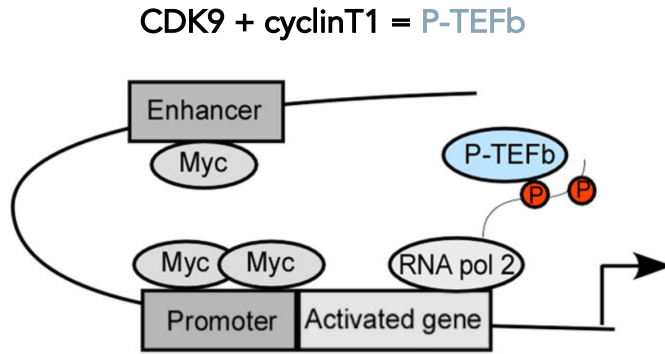 CDK9 + cyclinT1 = P-TEFb
Enhancer
Myc
P-TEFb
P
P
Myc
Myc
RNA pol 2
Promoter
Activated gene